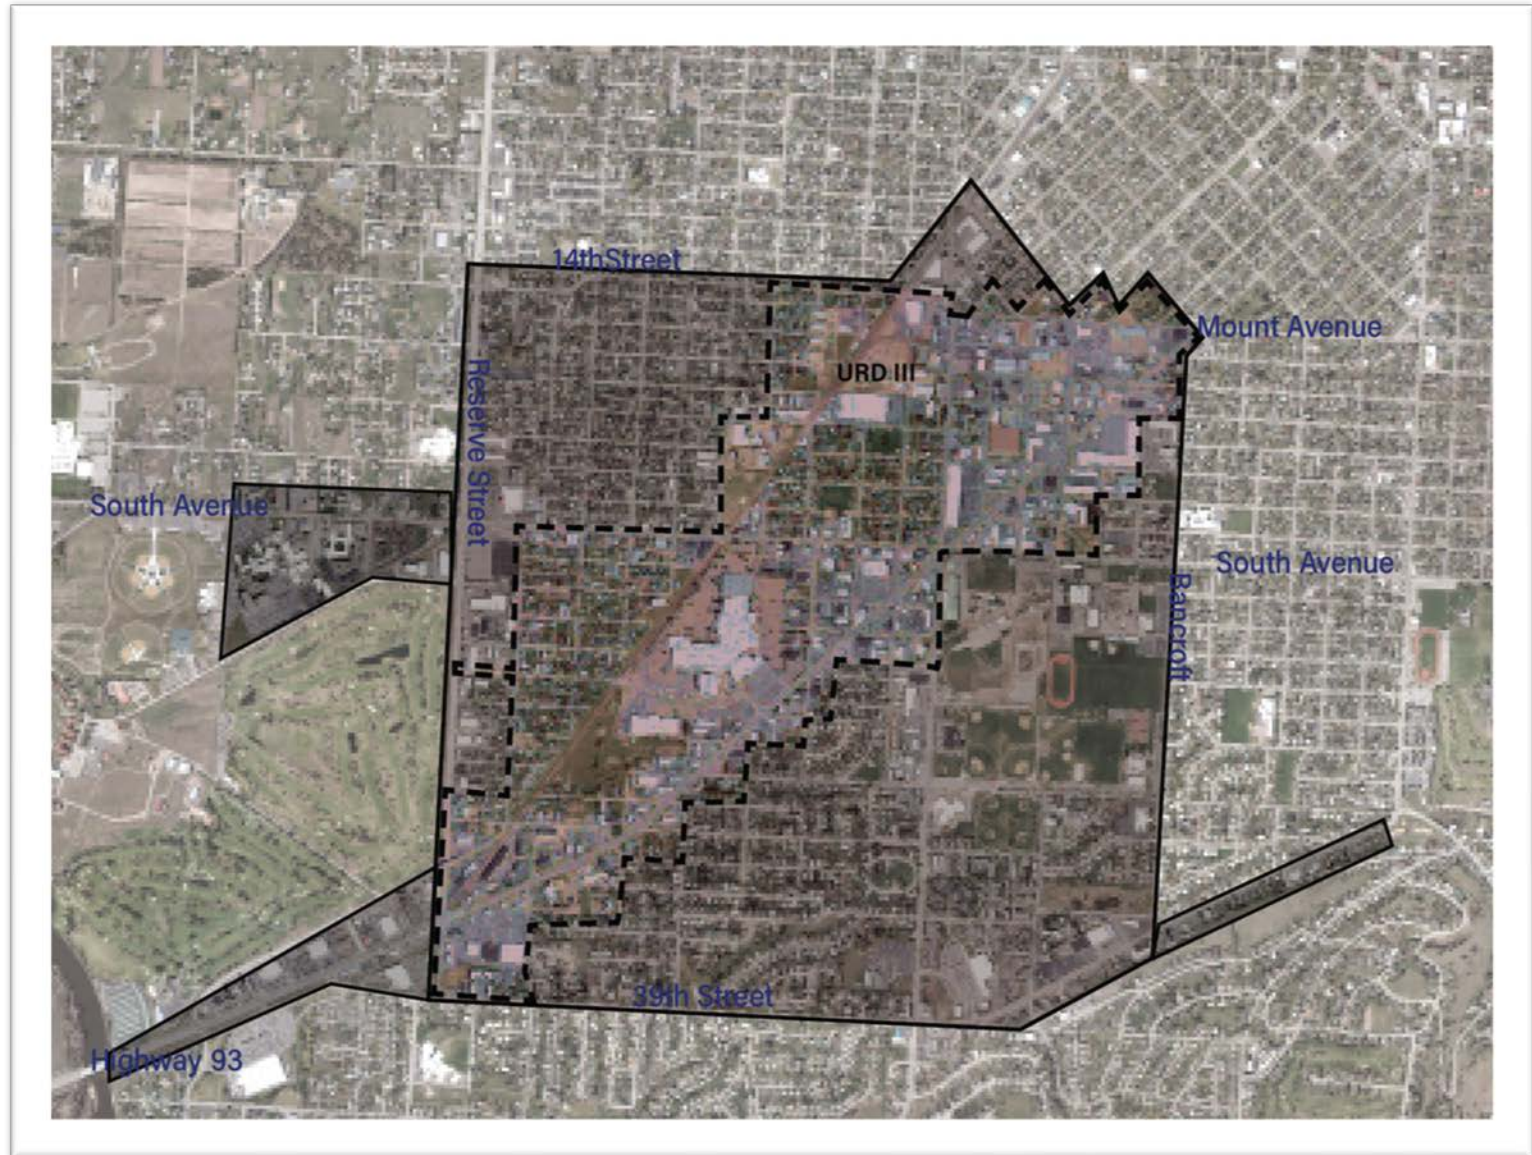 14thStreet
Mount Avenue
URD III
Reserve Street
South Avenue
South Avenue
Bancroft
39th Street
Highway 93